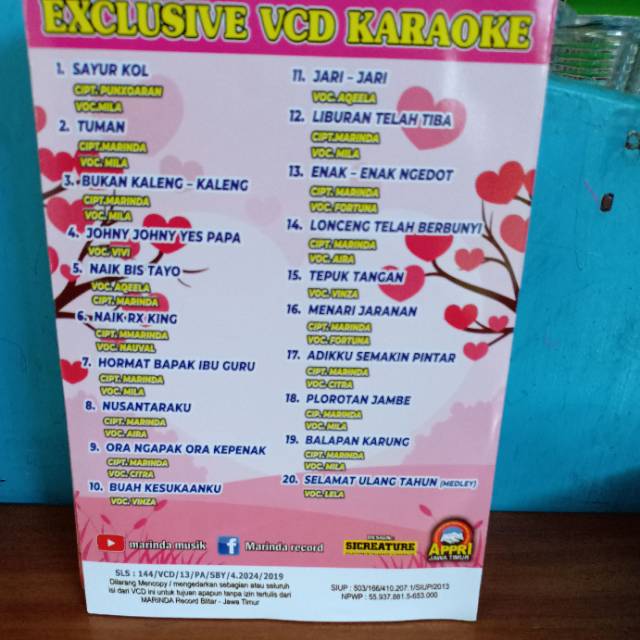 EXCLUSIVE VCD KARAOKE
1. SAYUR KOL
CIPT. PUNXGARAN
VOC.MILA
2. TUMAN
CIPT.MARINDA
VOC. MILA
3. BUKAN KALENG - KALENG
CIPT.MARINDA
VOC. MILA
4. JOHNY JOHNY YES PAPA
VOC. VIVI
5. NAIK BIS TAYO
VOC. AQEELA
CIPT. MARINDA
6. NAIK RX KING
CIPT. MMARINDA
VOC. NAUVAL
7. HORMAT BAPAK IBU GURU
CIPT. MARINDA
VOC. MILA
8. NUSANTARAKU
CIPT. MARINDA
VOC. AIRA
9. ORA NGAPAK ORA KEPENAK
CIPT. MARINDA
VOC. CITRA
10. BUAH KESUKAANKU
VOC. VINZA
11. JARI - JARI
VOC. AQEELA
12. LIBURAN TELAH TIBA
CIPT.MARINDA
VOC. MILA
13. ENAK - ENAK NGEDOT
CIPT. MARINDA
VOC. FORTUNA
14. LONCENG TELAH BERBUNYI
CIPT. MARINDA
VOC. AIRA
15. TEPUK TANGAN
VOC. VINZA
16. MENARI JARANAN
CIPT. MARINDA
VOC. FORTUNA
17. ADIKKU SEMAKIN PINTAR
CIPT. MARINDA
VOC. CITRA
18. PLOROTAN JAMBE
CIP. MARINDA
VOC. MILA
19. BALAPAN KARUNG
CIPT. MARINDA
VOC. MILA
20. SELAMAT ULANG TAHUN (MEDLEY)
VOC. LELA
marinda musik
f Marinda record
DESIGN:
SICREATURE
APPRI
JAWA TIMUR
SLS : 144/VCD/13/PA/SBY/4.2024/2019
Dilarang Mencopy / mengedarkan sebagian atau seluruh
isi dari VCD ini untuk tujuan apapun tanpa izin tertulis dari
MARINDA Record Blitar - Jawa Timur
SIUP : 503/166/410.207.1/SIUP/2013
NPWP : 55.937.881.5-653.000